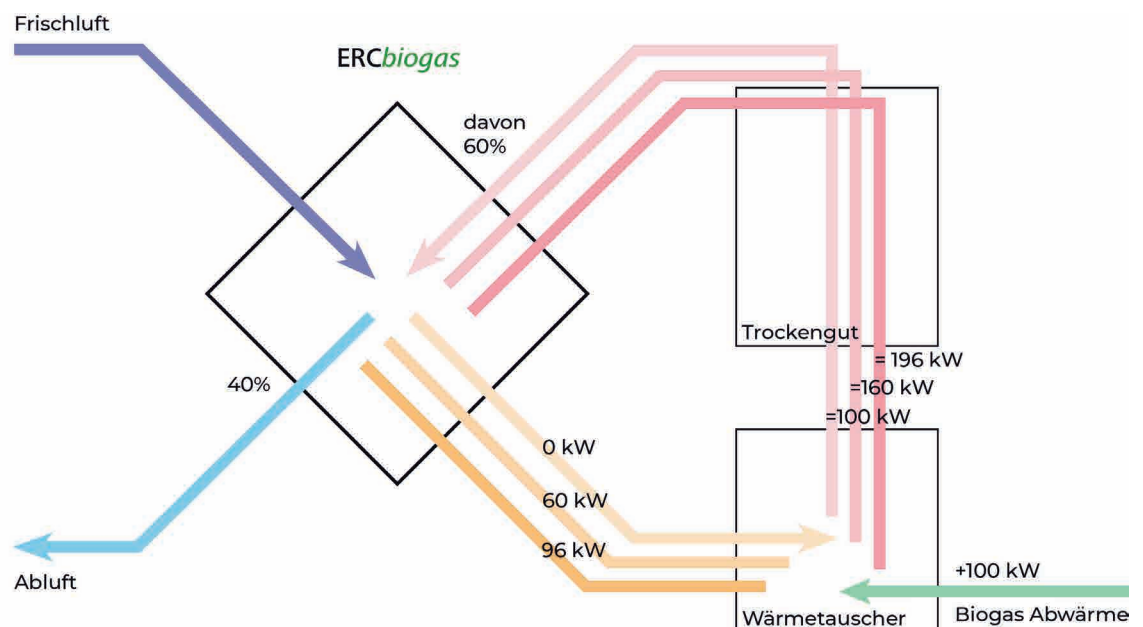 Frischluft
ERCbiogas
davon
60%
Trockengut
= 196 kW
=160 kW
=100 kW
40%
0 kW
60 kW
96 kW
Abluft
+100 kW
Wärmetauscher
Biogas Abwärme